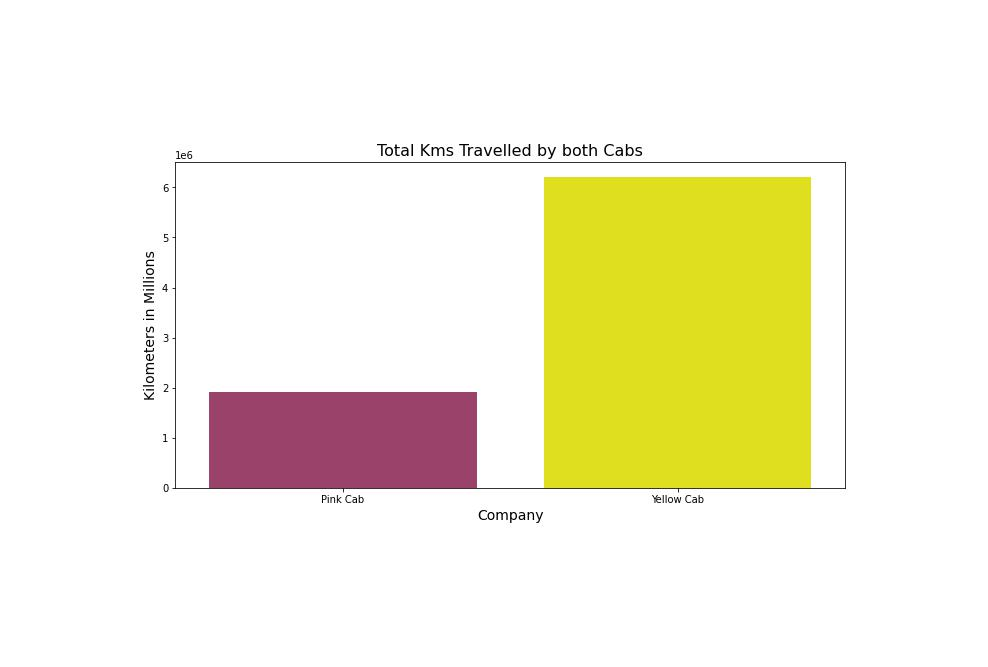 Total Kms Travelled by both Cabs
1e6
6
5
4
3
2
1
0
Kilometers in Millions
Pink Cab
Yellow Cab
Company